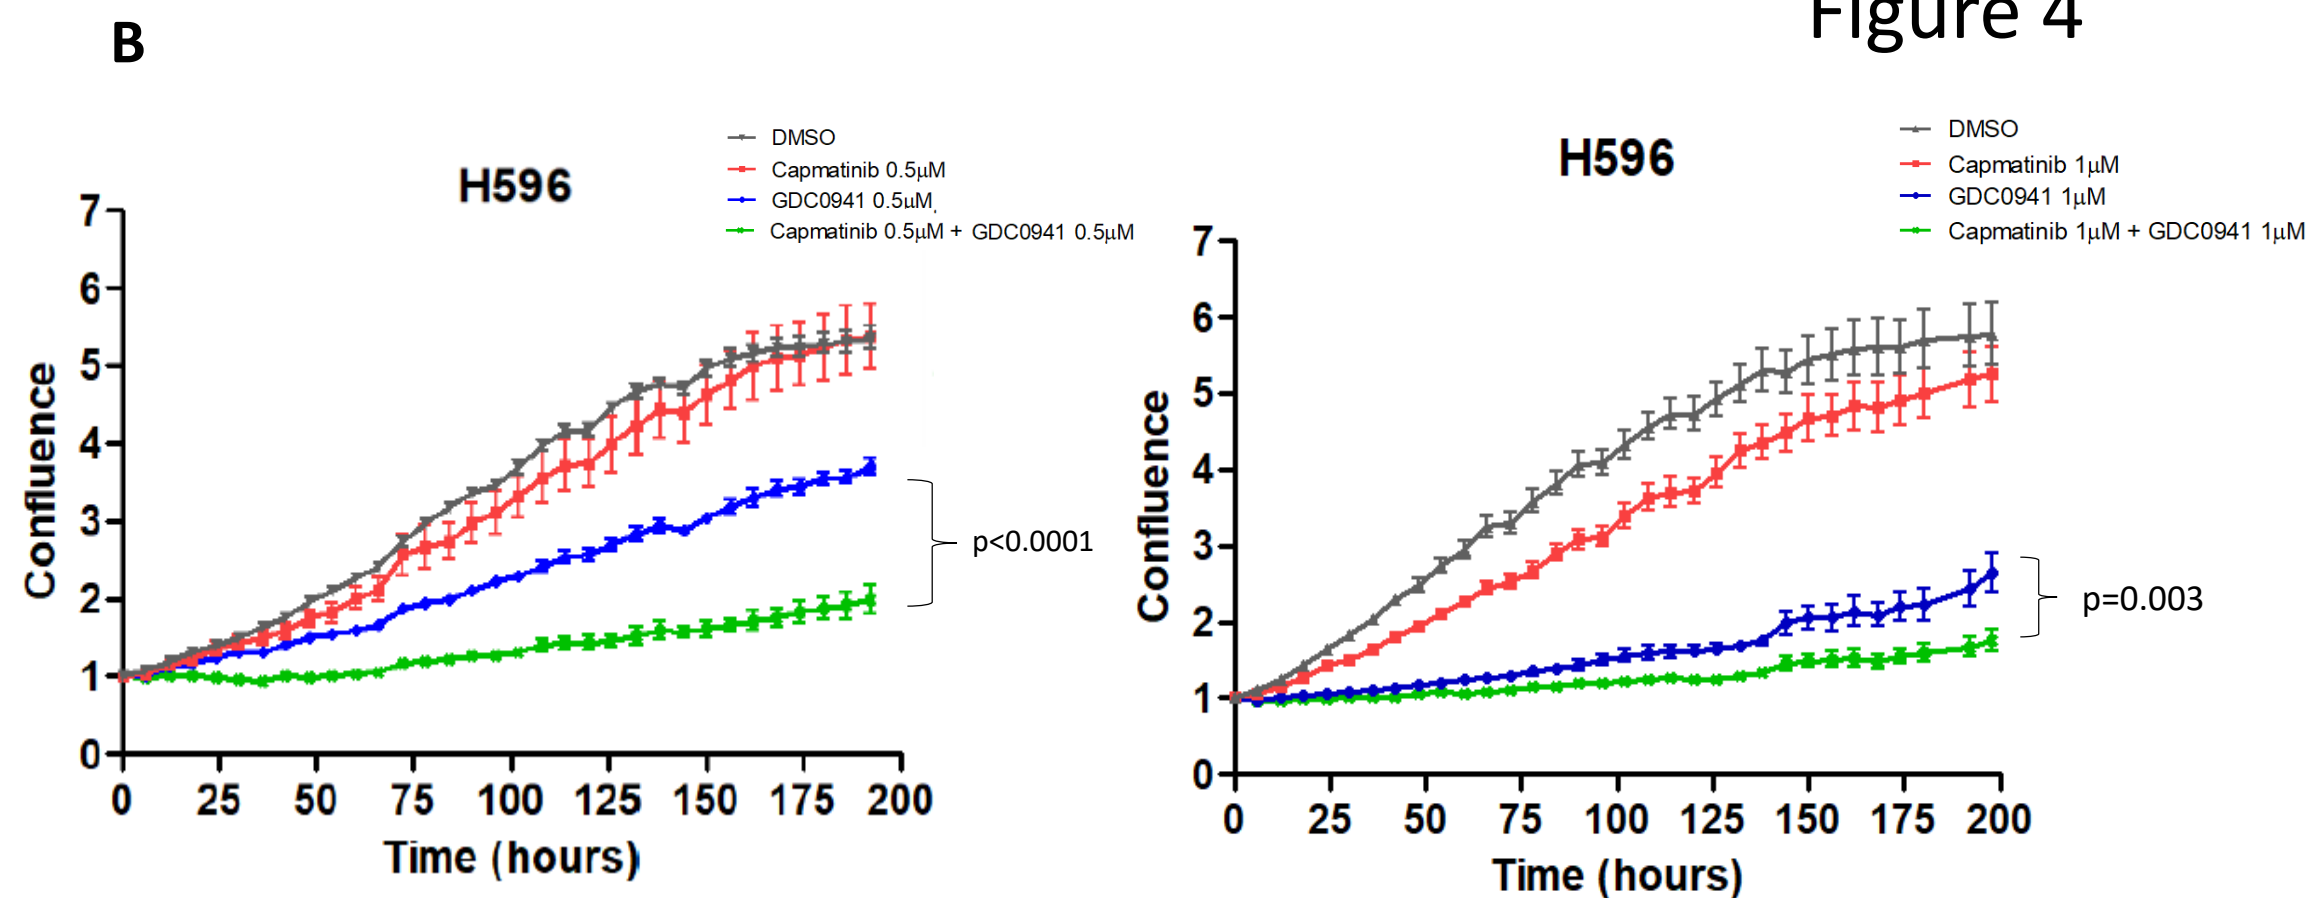 Figure 4
B
H596
DMSO
Capmatinib 0.5µM
GDC0941 0.5µM,
Capmatinib 0.5µM + GDC0941 0.5µM
Confluence
7
6
5
4
3
2
1
0
0 25 50 75 100 125 150 175 200
Time (hours)
p<0.0001
H596
DMSO
Capmatinib 1µM
GDC0941 1µM
Capmatinib 1µM + GDC0941 1µM
Confluence
7
6
5
4
3
2
1
0
0 25 50 75 100 125 150 175 200
Time (hours)
p=0.003